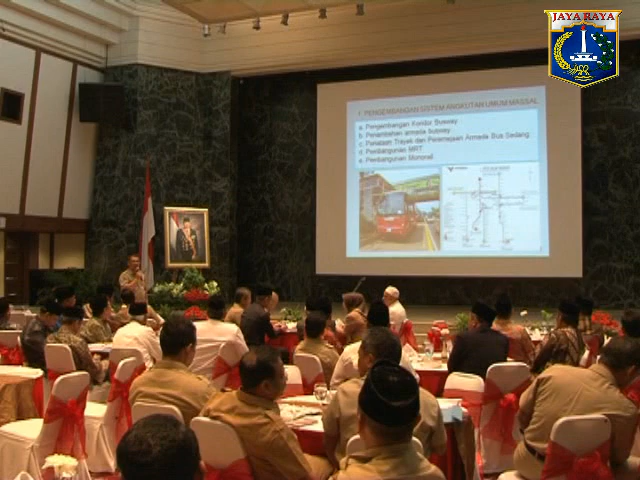 JAYA RAYA
I. PENGEMBANGAN SISTEM ANGKUTAN UMUM MASSAL
a. Pengembangan Koridor Busway
b. Penambahan armada busway
c. Penataan Trayek dan Peremajaan Armada Bus Sedang
d. Pembangunan MRT
e. Pembangunan Monorail